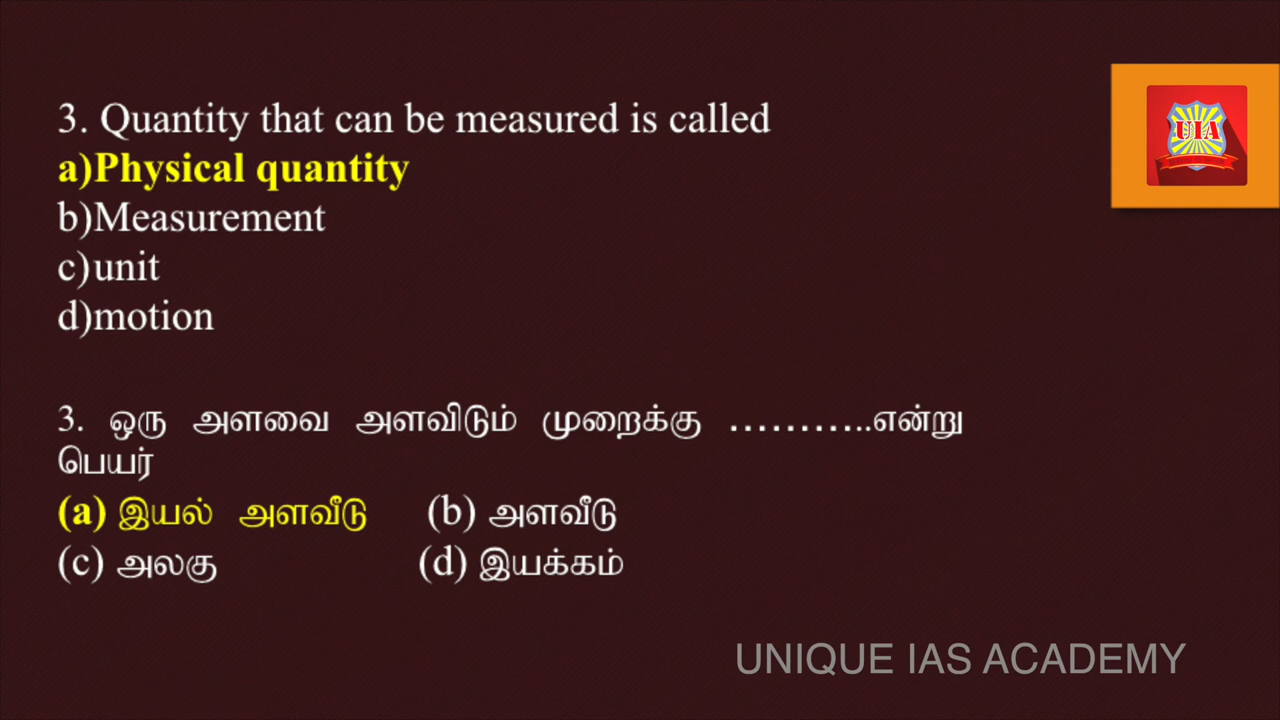 3. Quantity that can be measured is called
a)Physical quantity
b)Measurement
c)unit
d)motion
3. ஒரு அளவை அளவிடும் முறைக்கு ………..என்று
பெயர்
(a) இயல் அளவீடு (b) அளவீடு
(c) அலகு (d) இயக்கம்
UIA
UNIQUE IAS ACADEMY